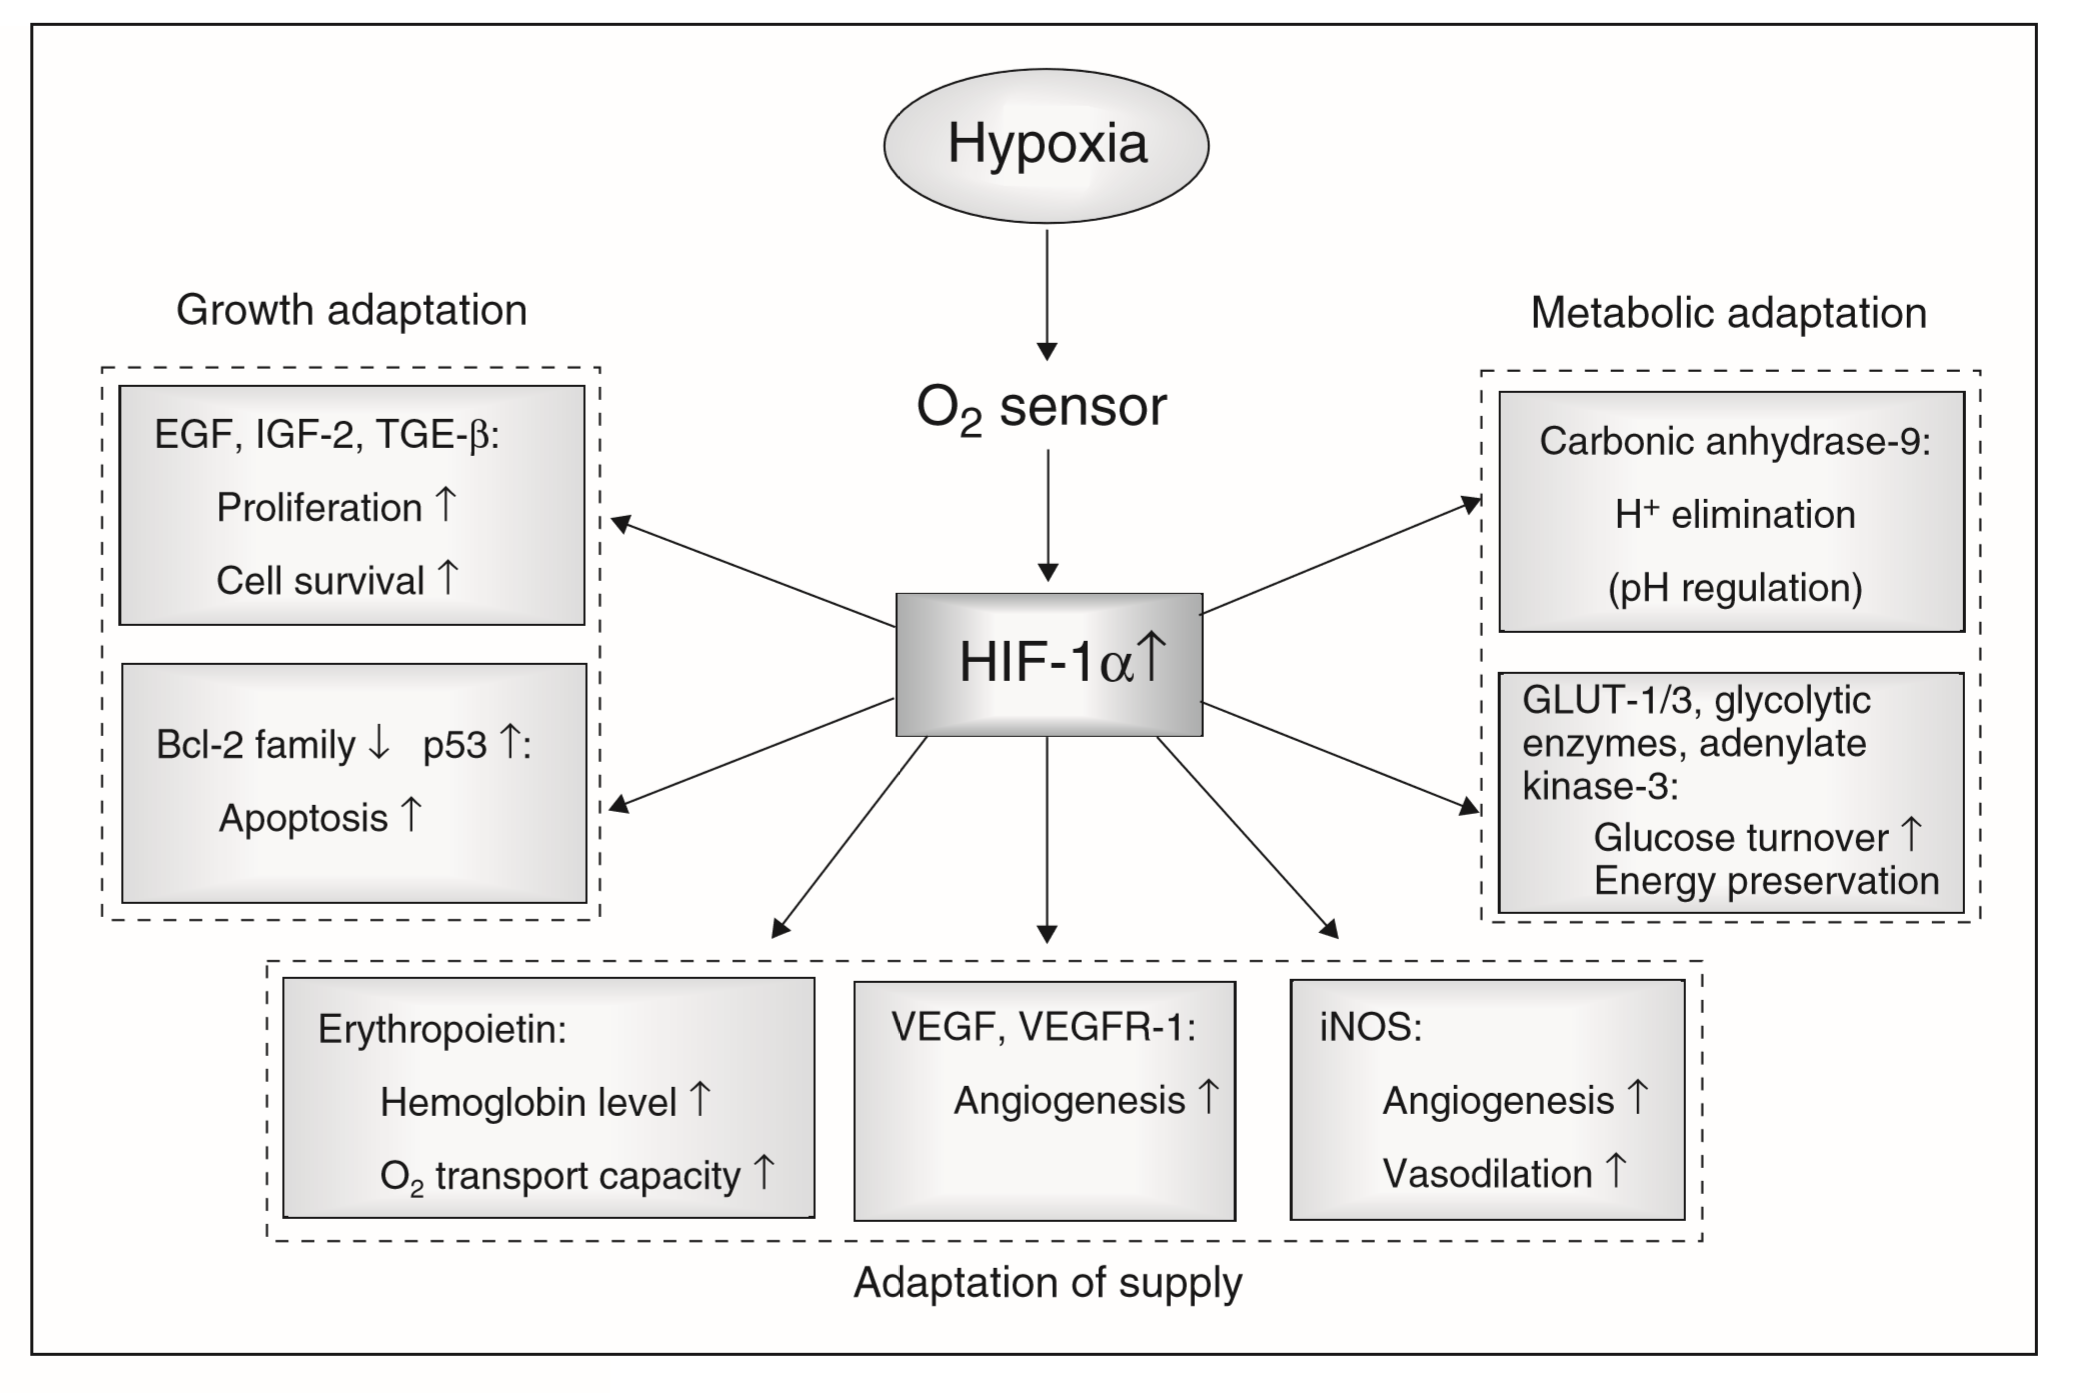 Hypoxia
O₂ sensor
HIF-1α↑
Growth adaptation
EGF, IGF-2, TGE-β:
Proliferation ↑
Cell survival ↑
Bcl-2 family ↓ p53 ↑:
Apoptosis ↑
Metabolic adaptation
Carbonic anhydrase-9:
H⁺ elimination
(pH regulation)
GLUT-1/3, glycolytic
enzymes, adenylate
kinase-3:
Glucose turnover ↑
Energy preservation
Erythropoietin:
Hemoglobin level ↑
O₂ transport capacity ↑
VEGF, VEGFR-1:
Angiogenesis ↑
iNOS:
Angiogenesis ↑
Vasodilation ↑
Adaptation of supply